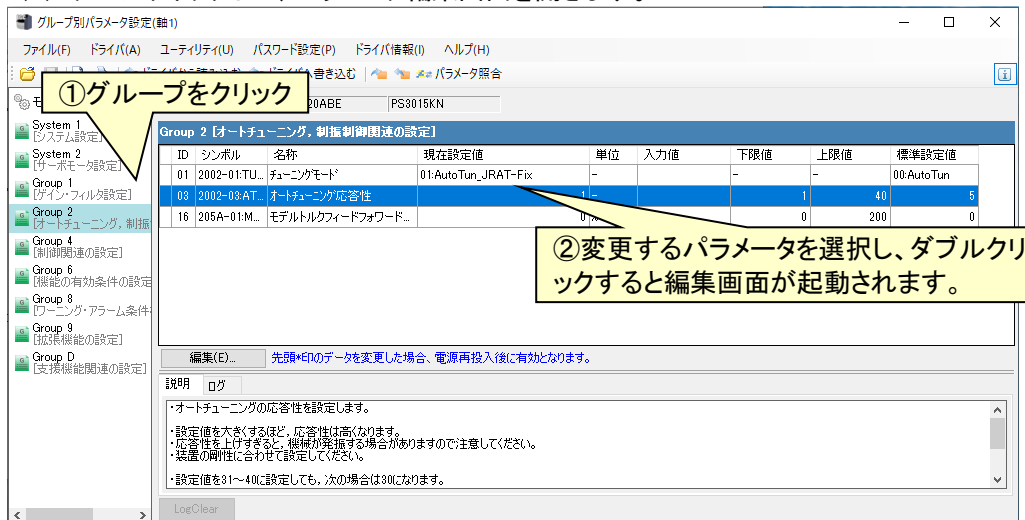 グループ別パラメータ設定(軸1)
ファイル(F) ドライバ(A) ユーティリティ(U) パスワード設定(P) ドライバ情報(I) ヘルプ(H)
書き込む パラメータ照合
①グループをクリック
20ABE PS3015KN
System 1
[システム設定]
System 2
[サーボモータ設定]
Group 1
[ゲイン・フィルタ設定]
Group 2
[オートチューニング, 制振
Group 4
[制御関連の設定]
Group 6
[機能の有効条件の設定
Group 8
[ワーニング・アラーム条件
Group 9
[拡張機能の設定]
Group D
[支援機能関連の設定]
Group 2 [オートチューニング, 制振制御関連の設定]
ID シンボル 名称 現在設定値 単位 入力値 下限値 上限値 標準設定値
01 2002-01:TU... チューニングモード 01:AutoTun_JRAT-Fix - - - 00:AutoTun
03 2002-03:AT... オートチューニング応答性 1 - 1 40 5
16 205A-01:M... モデルトルクフィードフォワード... 0 % 0 200 0
②変更するパラメータを選択し、ダブルクリ
ックすると編集画面が起動されます。
編集(E)... 先頭*印のデータを変更した場合、電源再投入後に有効となります。
説明 ログ
・オートチューニングの応答性を設定します。
・設定値を大きくするほど, 応答性は高くなります。
・応答性を上げすぎると, 機械が発振する場合がありますので注意してください。
・装置の剛性に合わせて設定してください。
・設定値を31～40に設定しても, 次の場合は30になります。
LogClear